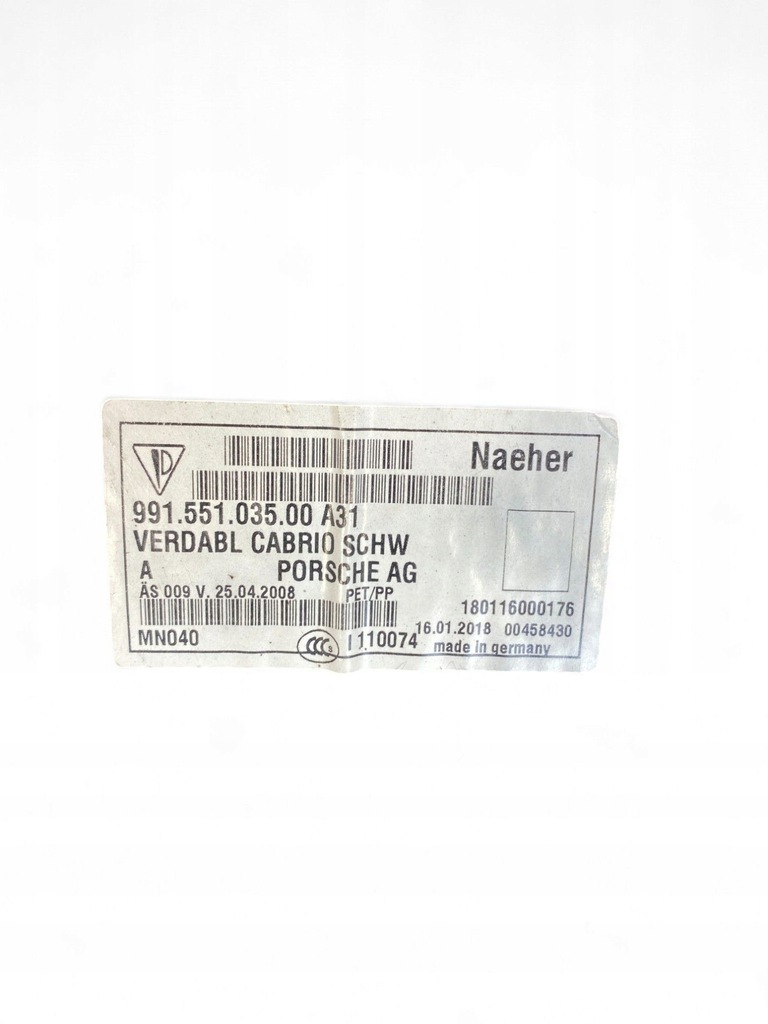 Naeher
991.551.035.00 A31
VERDABL CABRIO SCHW
A PORSCHE AG
ÄS 009 V. 25.04.2008 PET/PP
180116000176
MN040 CCC S I 110074 16.01.2018 00458430
made in germany